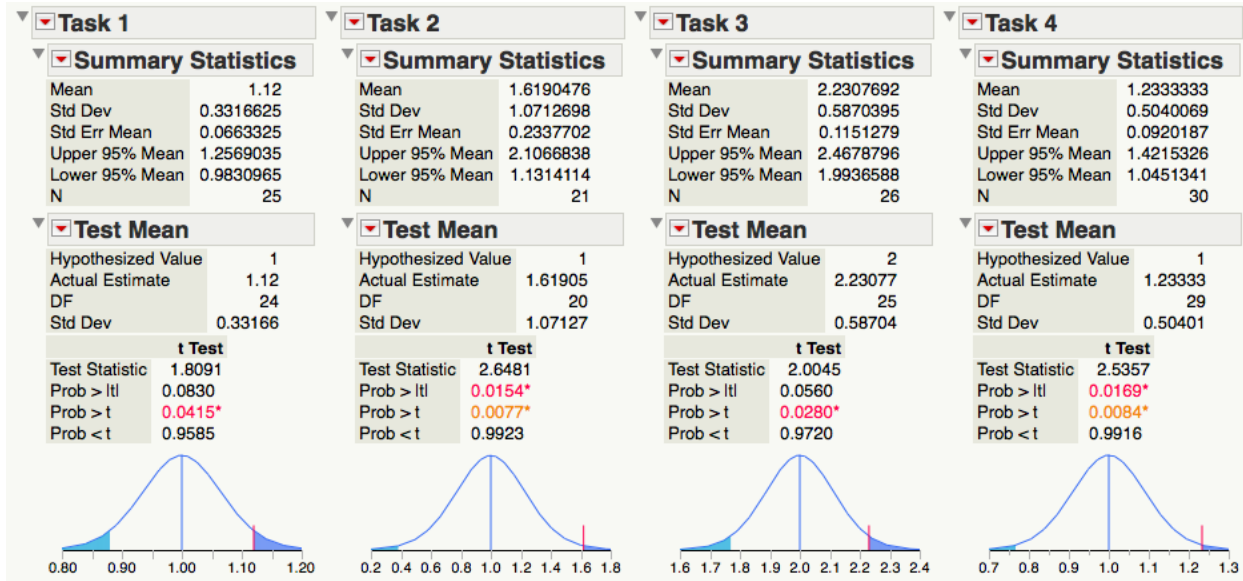 Task 1
Summary Statistics
Mean 1.12
Std Dev 0.3316625
Std Err Mean 0.0663325
Upper 95% Mean 1.2569035
Lower 95% Mean 0.9830965
N 25
Test Mean
Hypothesized Value 1
Actual Estimate 1.12
DF 24
Std Dev 0.33166
t Test
Test Statistic 1.8091
Prob > |t| 0.0830
Prob > t 0.0415*
Prob < t 0.9585
0.80 0.90 1.00 1.10 1.20
Task 2
Summary Statistics
Mean 1.6190476
Std Dev 1.0712698
Std Err Mean 0.2337702
Upper 95% Mean 2.1066838
Lower 95% Mean 1.1314114
N 21
Test Mean
Hypothesized Value 1
Actual Estimate 1.61905
DF 20
Std Dev 1.07127
t Test
Test Statistic 2.6481
Prob > |t| 0.0154*
Prob > t 0.0077*
Prob < t 0.9923
0.2 0.4 0.6 0.8 1.0 1.2 1.4 1.6 1.8
Task 3
Summary Statistics
Mean 2.2307692
Std Dev 0.5870395
Std Err Mean 0.1151279
Upper 95% Mean 2.4678796
Lower 95% Mean 1.9936588
N 26
Test Mean
Hypothesized Value 2
Actual Estimate 2.23077
DF 25
Std Dev 0.58704
t Test
Test Statistic 2.0045
Prob > |t| 0.0560
Prob > t 0.0280*
Prob < t 0.9720
1.6 1.7 1.8 1.9 2.0 2.1 2.2 2.3 2.4
Task 4
Summary Statistics
Mean 1.2333333
Std Dev 0.5040069
Std Err Mean 0.0920187
Upper 95% Mean 1.4215326
Lower 95% Mean 1.0451341
N 30
Test Mean
Hypothesized Value 1
Actual Estimate 1.23333
DF 29
Std Dev 0.50401
t Test
Test Statistic 2.5357
Prob > |t| 0.0169*
Prob > t 0.0084*
Prob < t 0.9916
0.7 0.8 0.9 1.0 1.1 1.2 1.3